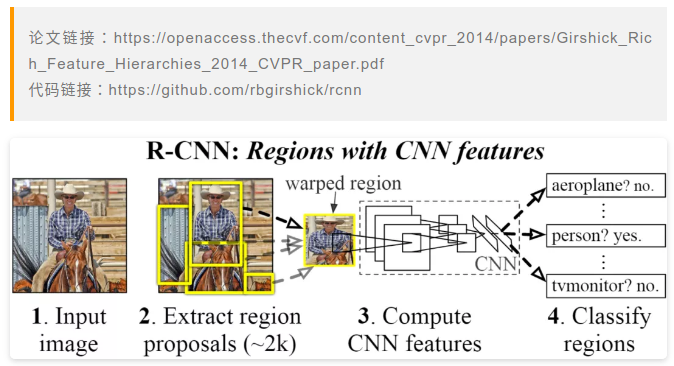 论文链接：https://openaccess.thecvf.com/content_cvpr_2014/papers/Girshick_Ric
h_Feature_Hierarchies_2014_CVPR_paper.pdf
代码链接：https://github.com/rbgirshick/rcnn
R-CNN: Regions with CNN features
warped region
aeroplane? no.
⋮
person? yes.
⋮
tvmonitor? no.
CNN
1. Input
image
2. Extract region
proposals (~2k)
3. Compute
CNN features
4. Classify
regions